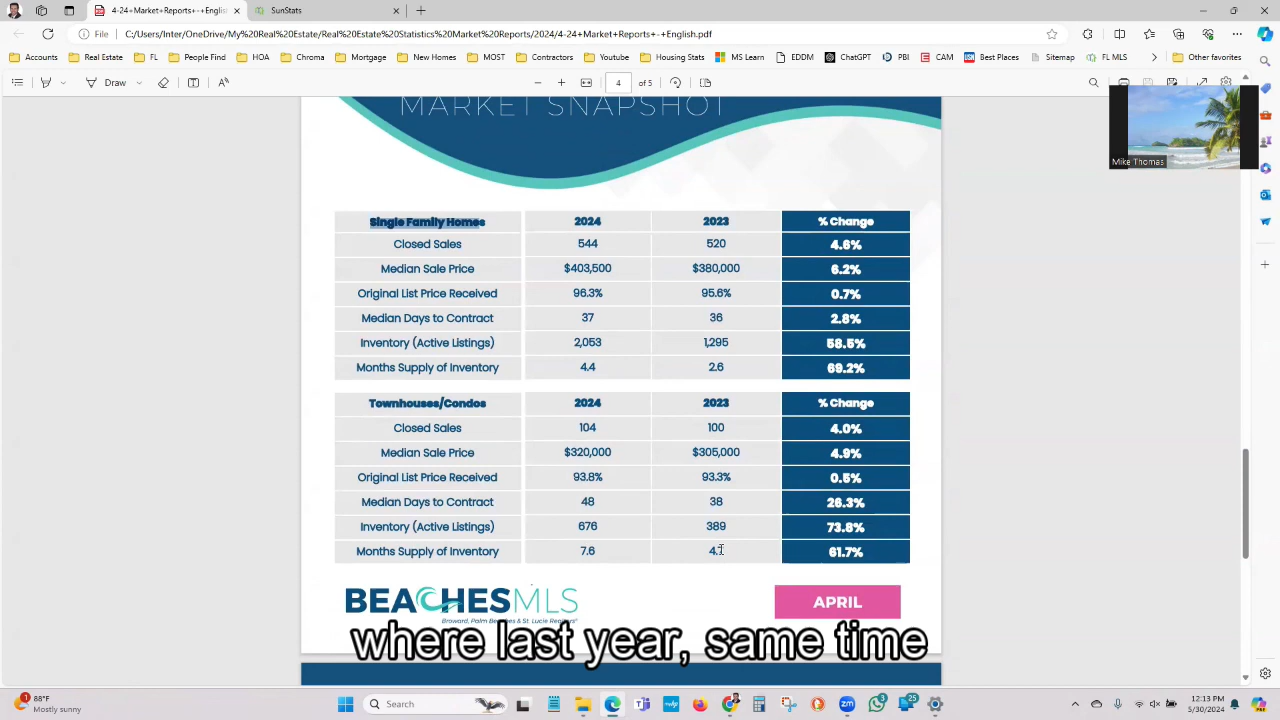 4-24+Market+Reports+-+English.p
SunStats
File
C:/Users/Inter/OneDrive/My%20Real%20Estate/Real%20Estate%20Statistics%20Market%20Reports/2024/4-24+Market+Reports+-+English.pdf
Accounts Real Estate FL People Find HOA Chroma Mortgage New Homes MOST Contractors Youtube Housing Stats MS Learn EDDM ChatGPT PBI CAM Best Places Sitemap FL MLS Other favorites
Draw 4 of 5
MARKET SNAPSHOT
Mike Thomas
Single Family Homes 2024 2023 % Change
Closed Sales 544 520 4.6%
Median Sale Price $403,500 $380,000 6.2%
Original List Price Received 96.3% 95.6% 0.7%
Median Days to Contract 37 36 2.8%
Inventory (Active Listings) 2,053 1,295 58.5%
Months Supply of Inventory 4.4 2.6 69.2%
Townhouses/Condos 2024 2023 % Change
Closed Sales 104 100 4.0%
Median Sale Price $320,000 $305,000 4.9%
Original List Price Received 93.8% 93.3% 0.5%
Median Days to Contract 48 38 26.3%
Inventory (Active Listings) 676 389 73.8%
Months Supply of Inventory 7.6 61.7%
BEACHESMLS
Broward, Palm Beaches & St. Lucie Realtors®
APRIL
where last year, same time
88°F
Mostly sunny
Search
12:13 PM
5/30/2024